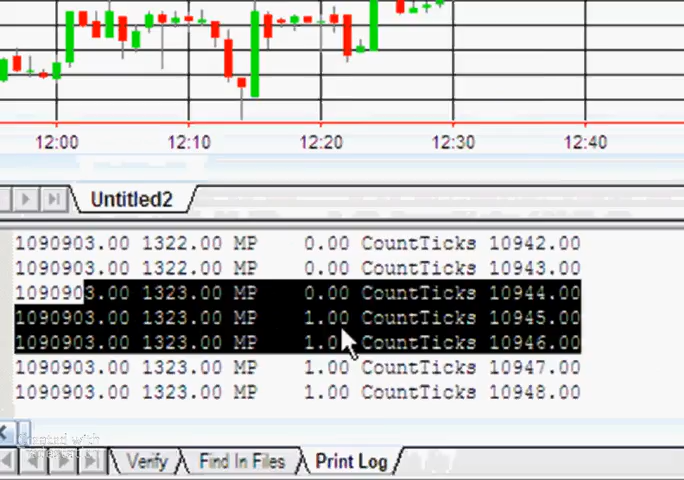 12:00 12:10 12:20 12:30 12:40
Untitled2
1090903.00 1322.00 MP 0.00 CountTicks 10942.00
1090903.00 1322.00 MP 0.00 CountTicks 10943.00
1090903.00 1323.00 MP 0.00 CountTicks 10944.00
1090903.00 1323.00 MP 1.00 CountTicks 10945.00
1090903.00 1323.00 MP 1.0 CountTicks 10946.00
1090903.00 1323.00 MP 1.00 CountTicks 10947.00
1090903.00 1323.00 MP 1.00 CountTicks 10948.00
Created with
Verify Find In Files Print Log